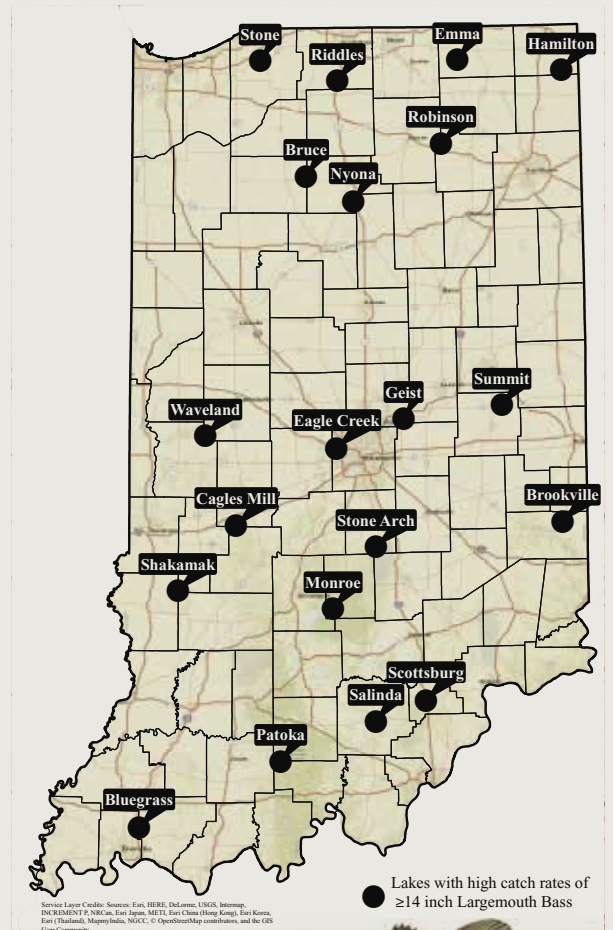 Stone
Emma
Hamilton
Riddles
Robinson
Bruce
Nyona
Summit
Geist
Waveland
Eagle Creek
Cagles Mill
Brookville
Stone Arch
Shakamak
Monroe
Scottsburg
Salinda
Patoka
Bluegrass
Lakes with high catch rates of
≥14 inch Largemouth Bass
Service Layer Credits: Sources: Esri, HERE, DeLorme, USGS, Intermap,
INCREMENT P, NRCan, Esri Japan, METI, Esri China (Hong Kong), Esri Korea,
Esri (Thailand), MapmyIndia, NGCC, © OpenStreetMap contributors, and the GIS
User Community